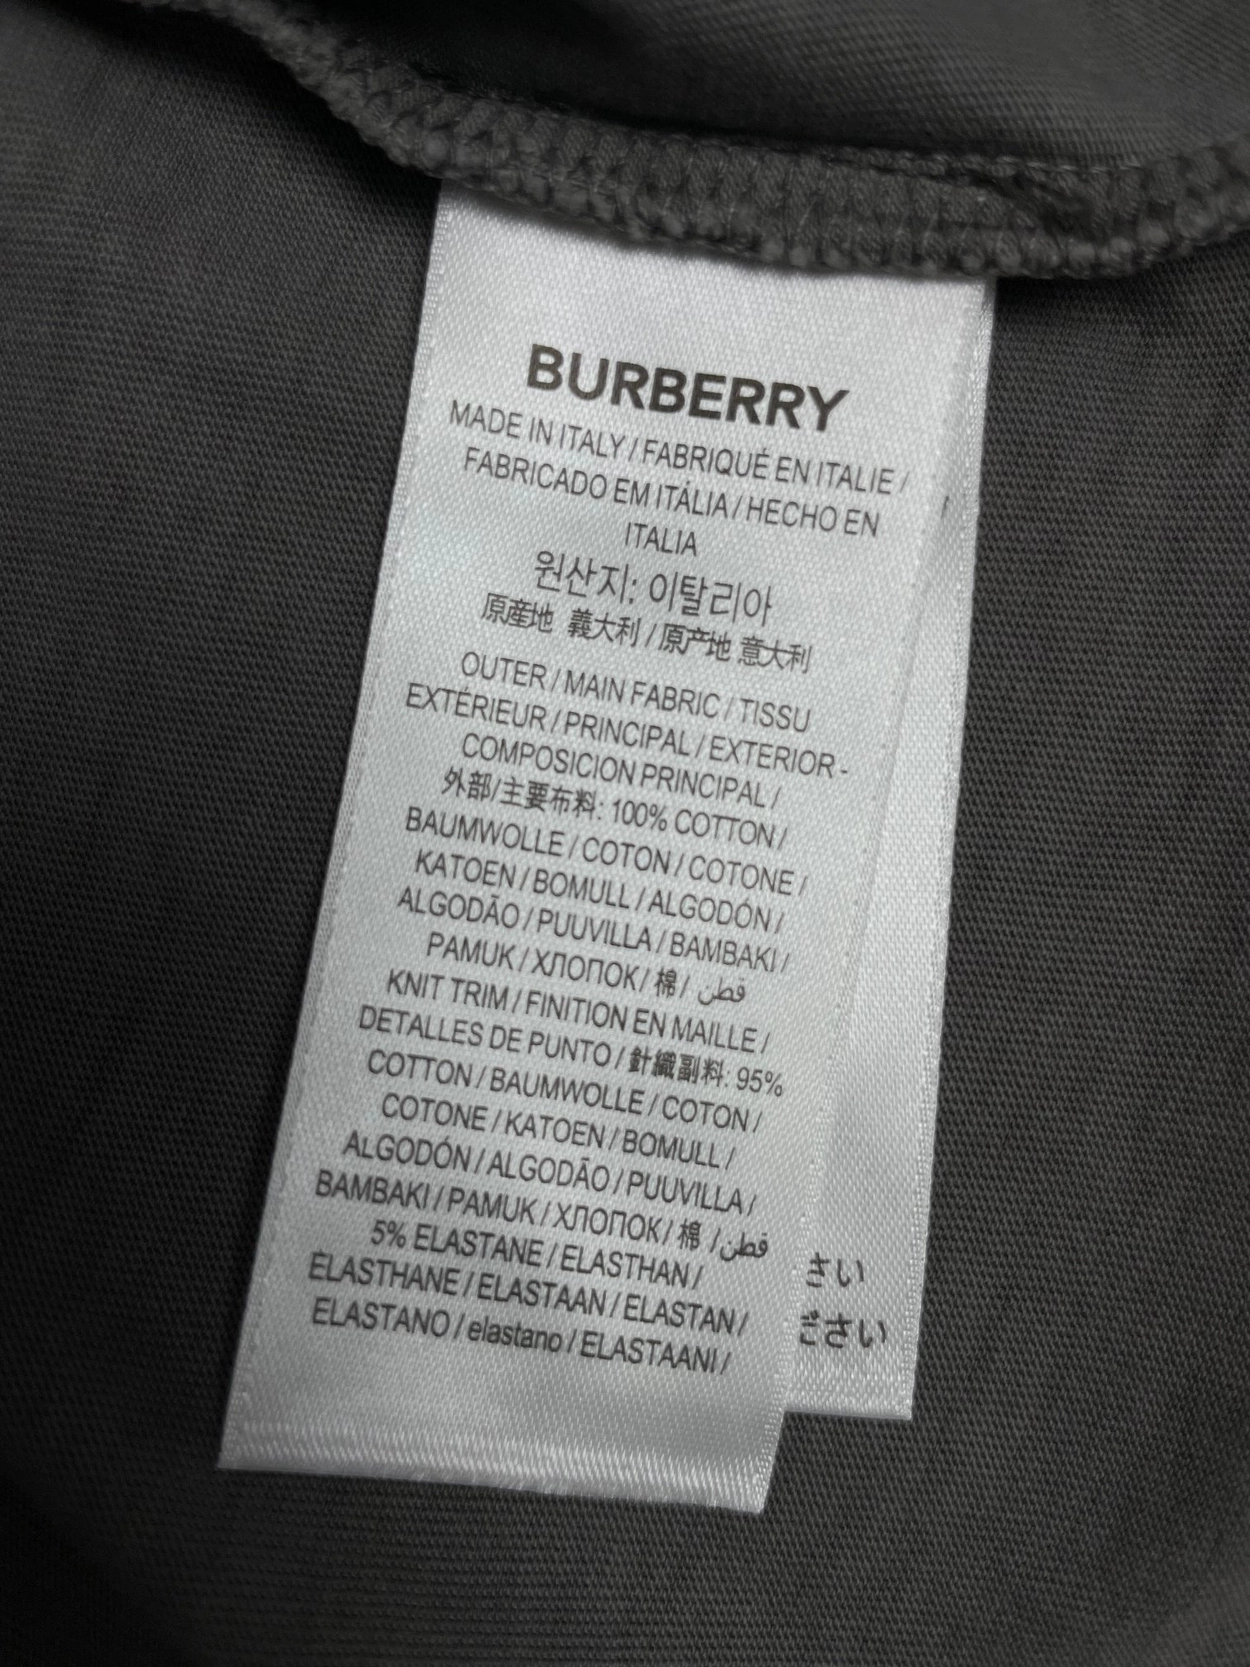 BURBERRY
MADE IN ITALY / FABRIQUÉ EN ITALIE /
FABRICADO EM ITÁLIA / HECHO EN
ITALIA
원산지: 이탈리아
原産地 義大利 / 原产地 意大利
OUTER / MAIN FABRIC / TISSU
EXTÉRIEUR / PRINCIPAL / EXTERIOR -
COMPOSICION PRINCIPAL /
外部/主要布料: 100% COTTON /
BAUMWOLLE / COTON / COTONE /
KATOEN / BOMULL / ALGODÓN /
ALGODÃO / PUUVILLA / BAMBAKI /
PAMUK / ХЛОПОК / 棉 / قطن
KNIT TRIM / FINITION EN MAILLE /
DETALLES DE PUNTO / 針織副料: 95%
COTTON / BAUMWOLLE / COTON /
COTONE / KATOEN / BOMULL /
ALGODÓN / ALGODÃO / PUUVILLA /
BAMBAKI / PAMUK / ХЛОПОК / 棉 / قطن
5% ELASTANE / ELASTHAN /
ÉLASTHANE / ELASTAAN / ELASTAN /
ELASTANO / elastano / ELASTAANI /
さい
ださい